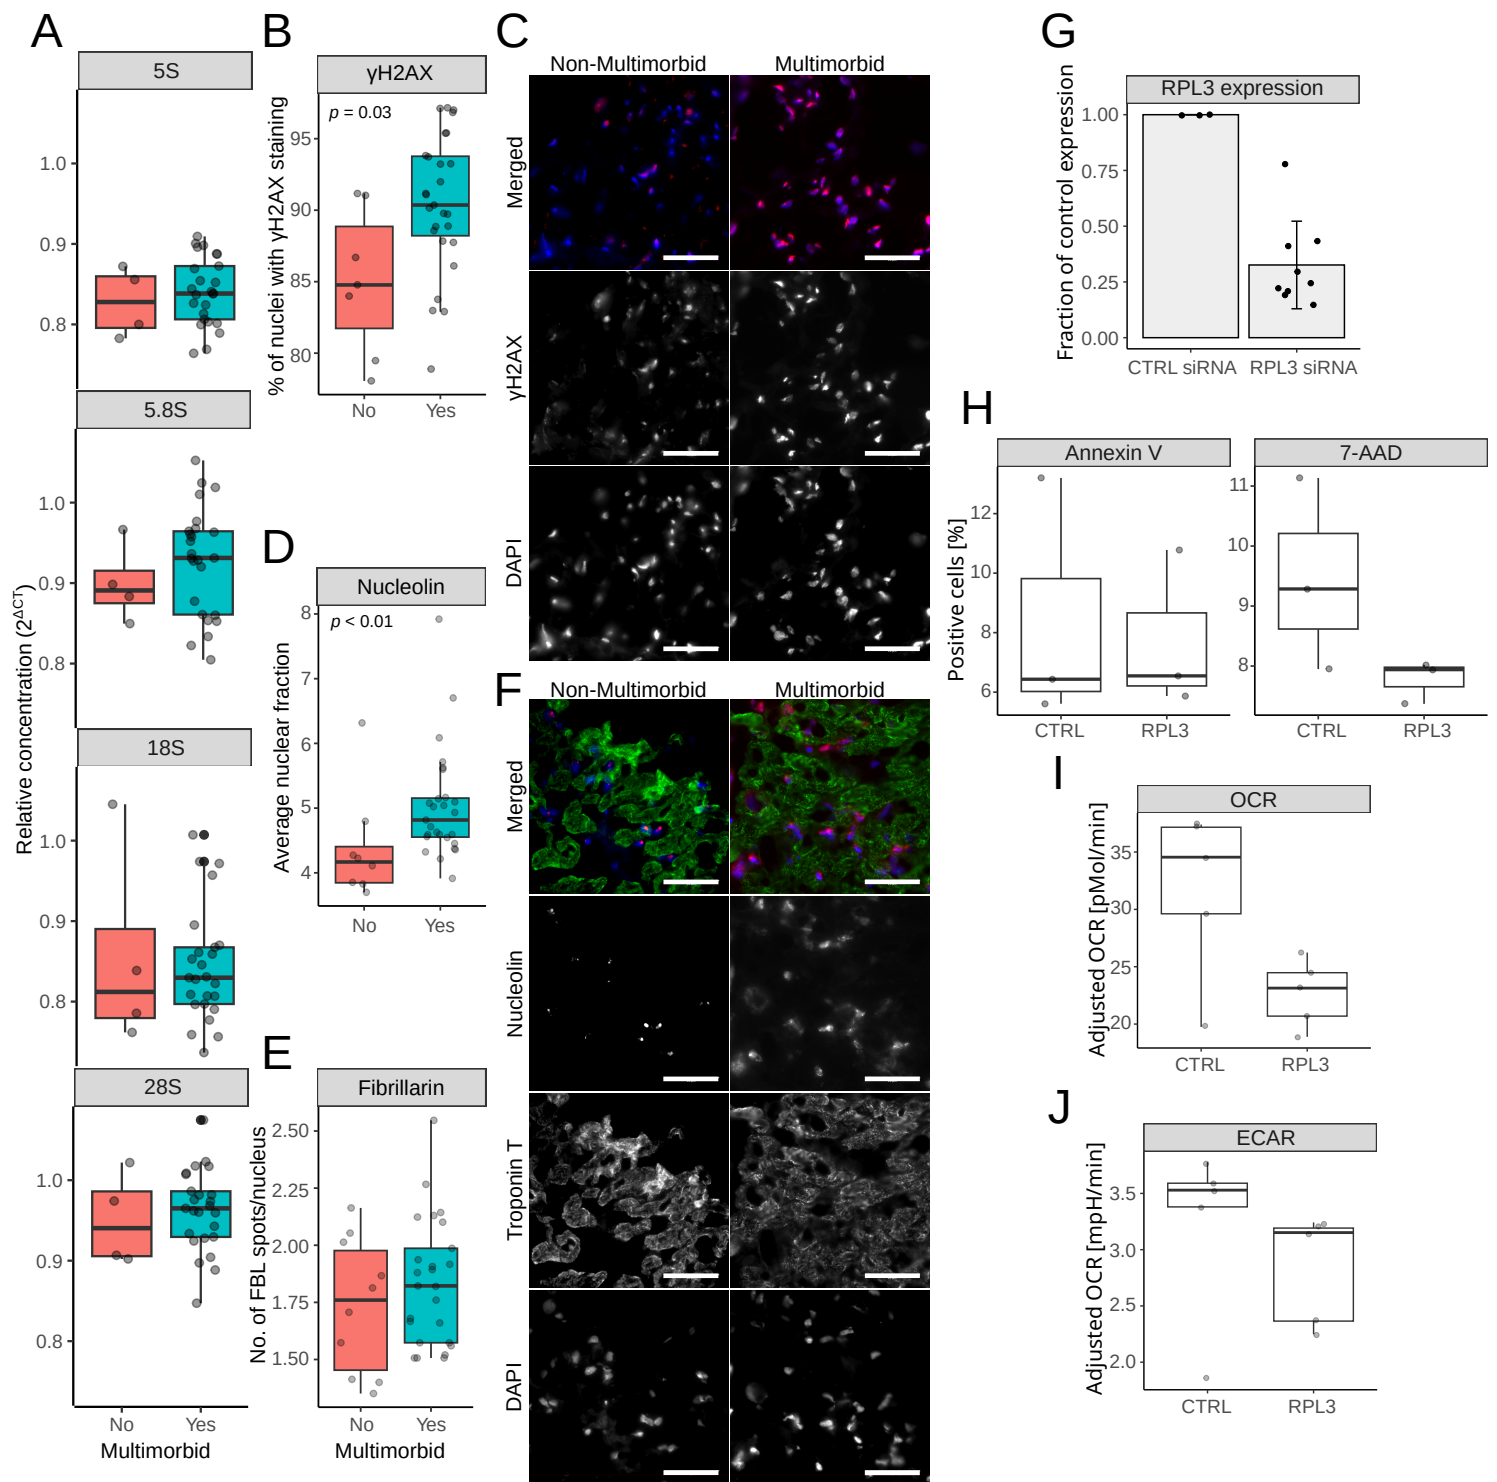 A
5S
1.0
0.9
0.8
5.8S
1.0
0.9
0.8
18S
1.0
0.9
0.8
28S
1.0
0.9
0.8
Relative concentration (2^ΔCT)
No Yes
Multimorbid
B
γH2AX
p = 0.03
% of nuclei with γH2AX staining
95
90
85
80
No Yes
C
Non-Multimorbid Multimorbid
Merged
γH2AX
DAPI
D
Nucleolin
p < 0.01
Average nuclear fraction
8
7
6
5
4
No Yes
E
Fibrillarin
No. of FBL spots/nucleus
2.50
2.25
2.00
1.75
1.50
No Yes
Multimorbid
F
Non-Multimorbid Multimorbid
Merged
Nucleolin
Troponin T
DAPI
G
RPL3 expression
Fraction of control expression
1.00
0.75
0.50
0.25
0.00
CTRL siRNA RPL3 siRNA
H
Annexin V
Positive cells [%]
12
10
8
6
CTRL RPL3
7-AAD
11
10
9
8
CTRL RPL3
I
OCR
Adjusted OCR [pMol/min]
35
30
25
20
CTRL RPL3
J
ECAR
Adjusted OCR [mpH/min]
3.5
3.0
2.5
2.0
CTRL RPL3